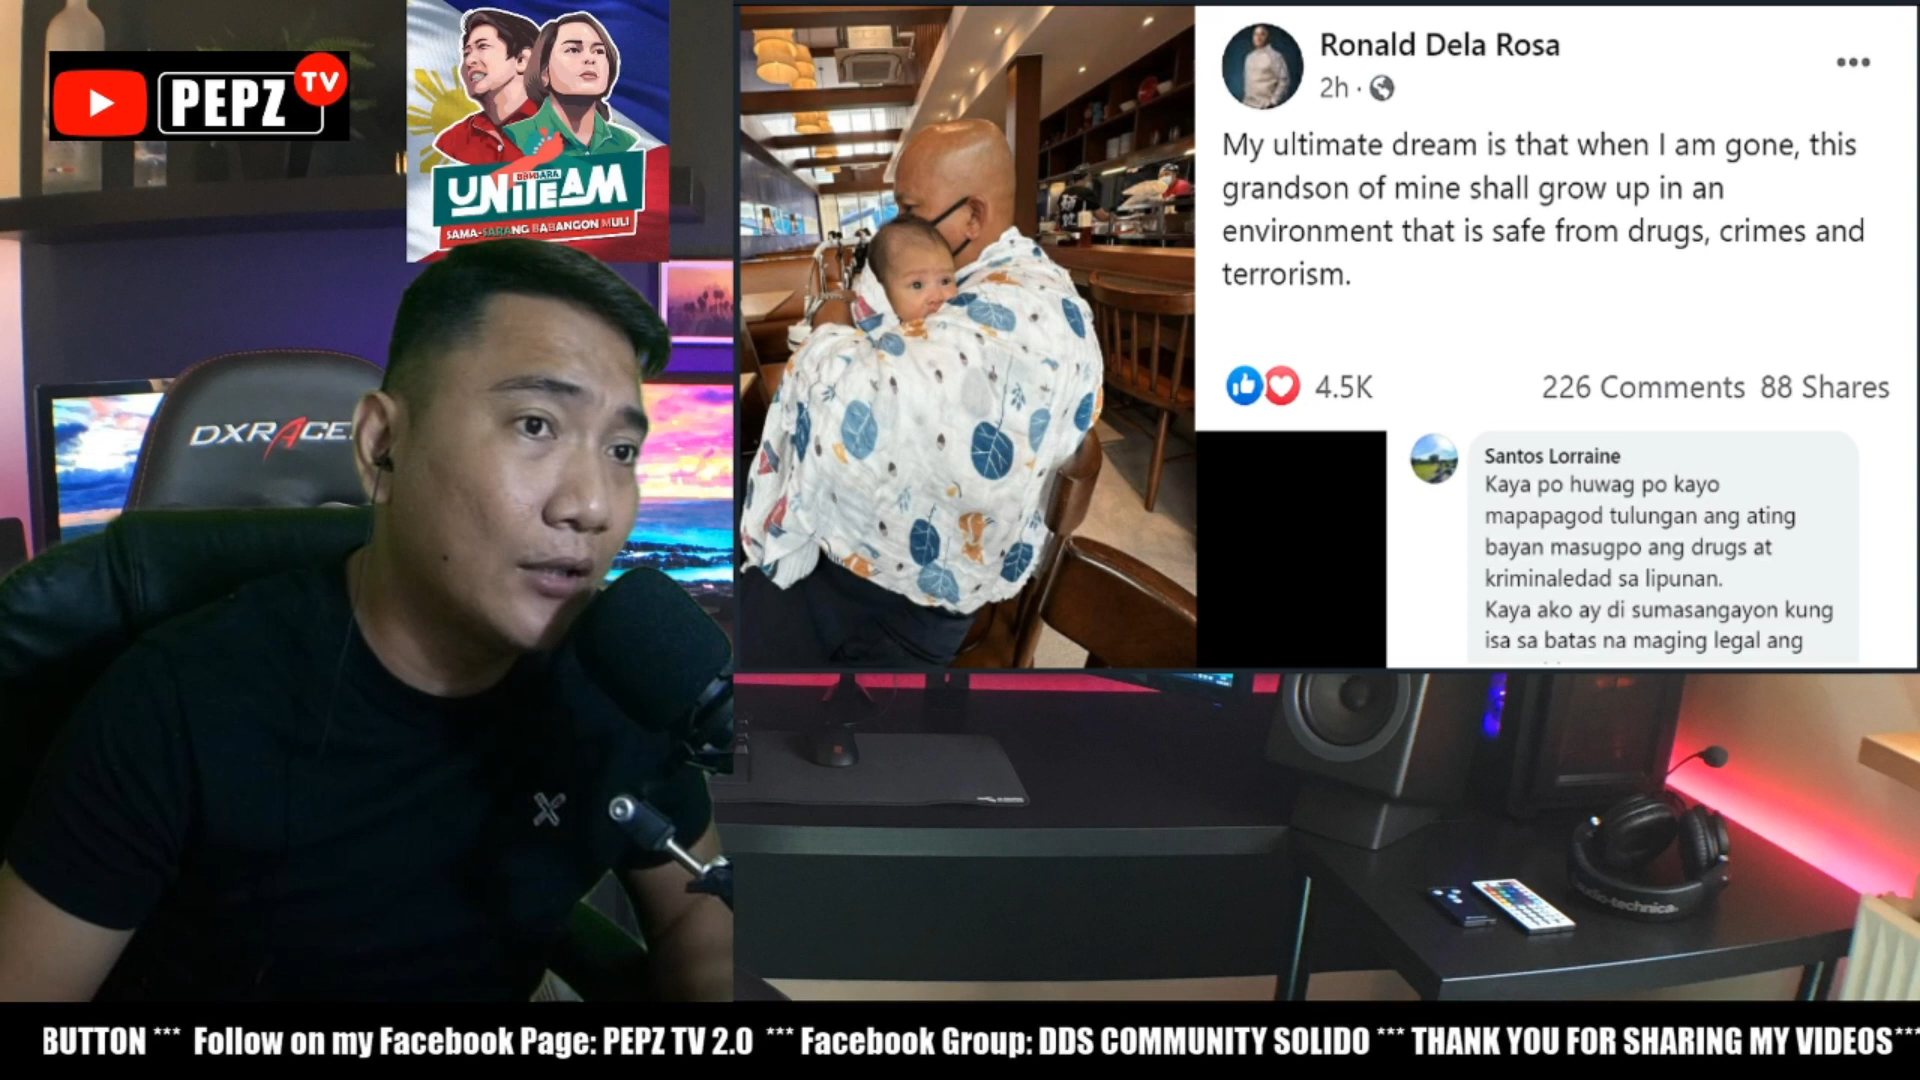 PEPZ TV
BBMSARA
UNITEAM
SAMA-SARANG BABANGON MULI
DXRACE
Ronald Dela Rosa
2h ·
My ultimate dream is that when I am gone, this
grandson of mine shall grow up in an
environment that is safe from drugs, crimes and
terrorism.
4.5K
226 Comments 88 Shares
Santos Lorraine
Kaya po huwag po kayo
mapapagod tulungan ang ating
bayan masugpo ang drugs at
kriminaledad sa lipunan.
Kaya ako ay di sumasangayon kung
isa sa batas na maging legal ang
audio-technica
BUTTON *** Follow on my Facebook Page: PEPZ TV 2.0 *** Facebook Group: DDS COMMUNITY SOLIDO *** THANK YOU FOR SHARING MY VIDEOS***